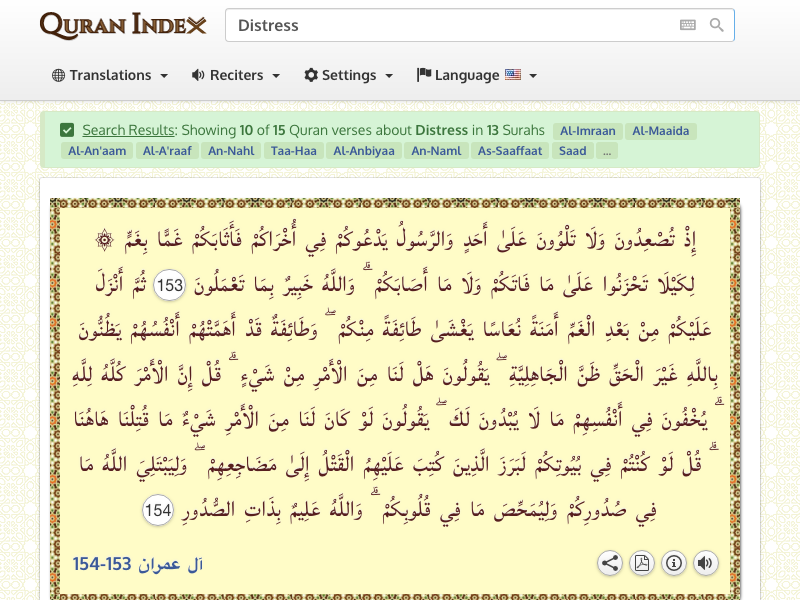 QURAN INDEX
Distress
Translations
Reciters
Settings
Language
Search Results: Showing 10 of 15 Quran verses about Distress in 13 Surahs Al-Imraan Al-Maaida
Al-An'aam Al-A'raaf An-Nahl Taa-Haa Al-Anbiyaa An-Naml As-Saaffaat Saad ...
۞ إِذْ تُصْعِدُونَ وَلَا تَلْوُونَ عَلَىٰ أَحَدٍ وَالرَّسُولُ يَدْعُوكُمْ فِي أُخْرَاكُمْ فَأَثَابَكُمْ غَمًّا بِغَمٍّ
لِكَيْلَا تَحْزَنُوا عَلَىٰ مَا فَاتَكُمْ وَلَا مَا أَصَابَكُمْ ۗ وَاللَّهُ خَبِيرٌ بِمَا تَعْمَلُونَ 153 ثُمَّ أَنْزَلَ
عَلَيْكُمْ مِنْ بَعْدِ الْغَمِّ أَمَنَةً نُعَاسًا يَغْشَىٰ طَائِفَةً مِنْكُمْ ۖ وَطَائِفَةٌ قَدْ أَهَمَّتْهُمْ أَنْفُسُهُمْ يَظُنُّونَ
بِاللَّهِ غَيْرَ الْحَقِّ ظَنَّ الْجَاهِلِيَّةِ ۖ يَقُولُونَ هَلْ لَنَا مِنَ الْأَمْرِ مِنْ شَيْءٍ ۗ قُلْ إِنَّ الْأَمْرَ كُلَّهُ لِلَّهِ
ۗ يُخْفُونَ فِي أَنْفُسِهِمْ مَا لَا يُبْدُونَ لَكَ ۖ يَقُولُونَ لَوْ كَانَ لَنَا مِنَ الْأَمْرِ شَيْءٌ مَا قُتِلْنَا هَاهُنَا
ۗ قُلْ لَوْ كُنْتُمْ فِي بُيُوتِكُمْ لَبَرَزَ الَّذِينَ كُتِبَ عَلَيْهِمُ الْقَتْلُ إِلَىٰ مَضَاجِعِهِمْ ۖ وَلِيَبْتَلِيَ اللَّهُ مَا
فِي صُدُورِكُمْ وَلِيُمَحِّصَ مَا فِي قُلُوبِكُمْ ۗ وَاللَّهُ عَلِيمٌ بِذَاتِ الصُّدُورِ 154
آل عمران 153-154